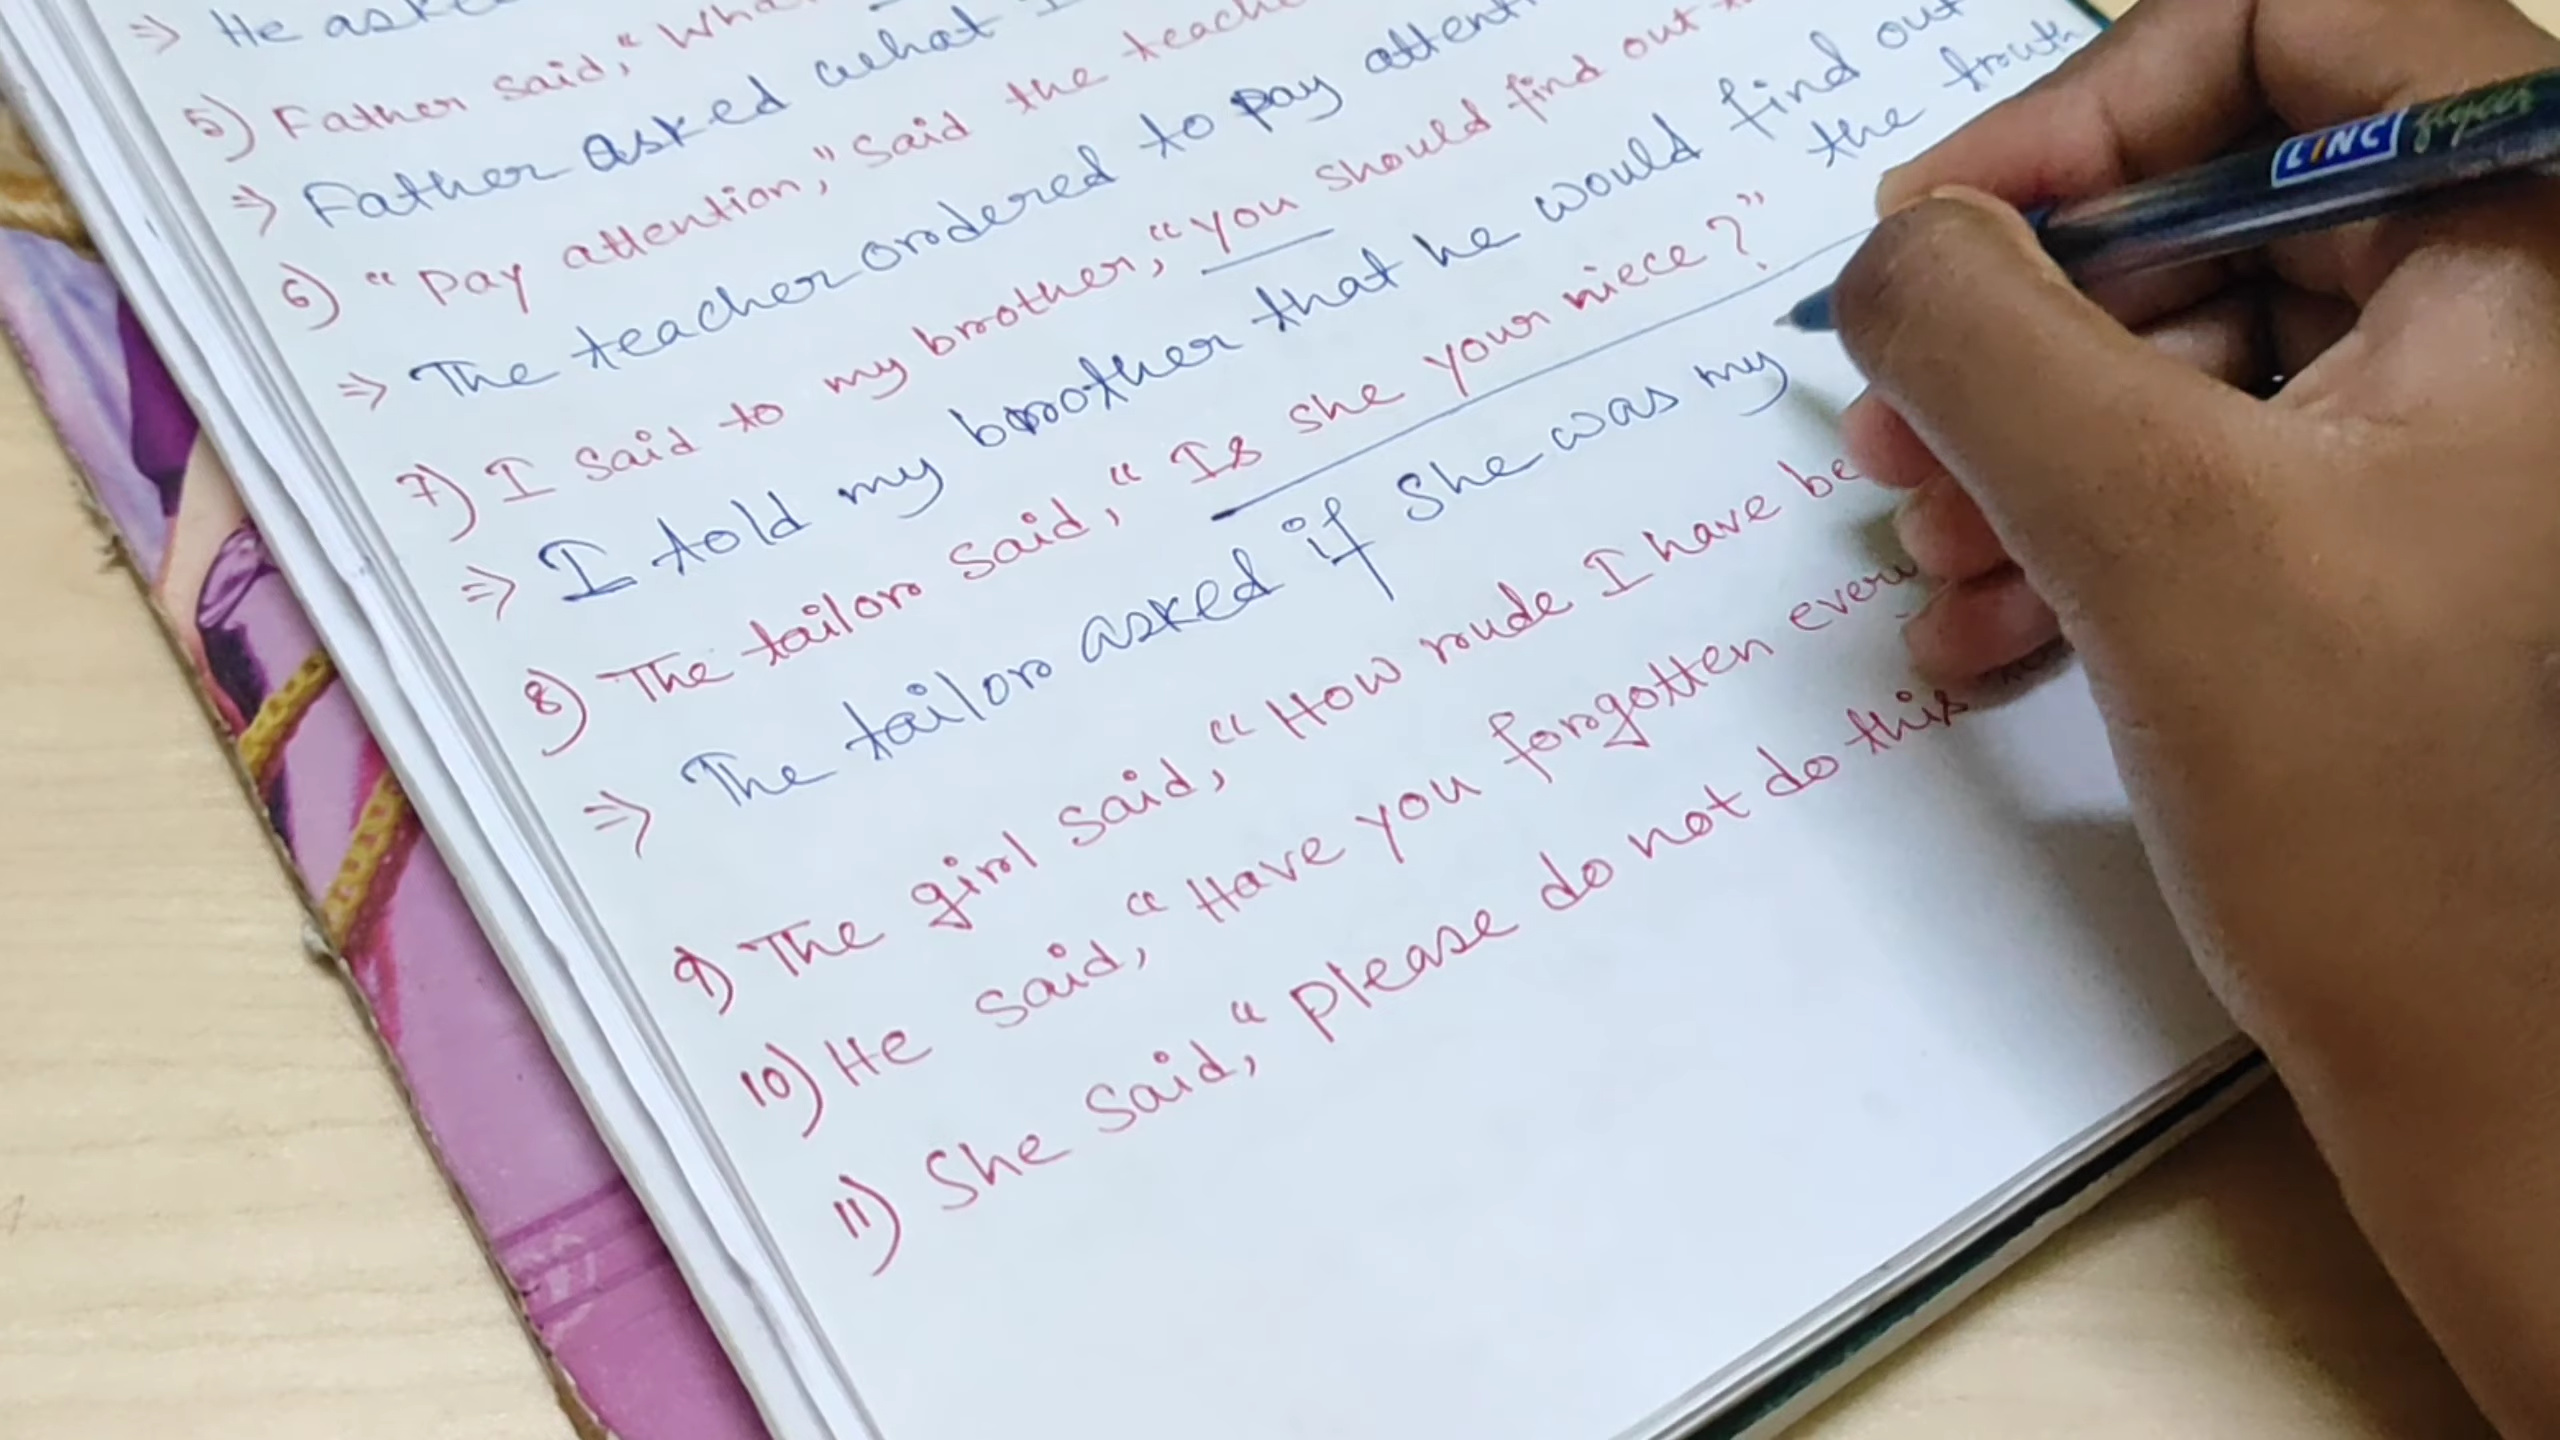 ⇒ He ask
5) Father said, "Wha
⇒ Father asked what I
6) "Pay attention," Said the teache
⇒ The teacher ordered to pay attent
7) I said to my brother, "you should find out
⇒ I told my brother that he would find out
the truth
8) The tailor said, "Is she your niece?"
⇒ The tailor asked if She was my
9) The girl said, "How rude I have be
10) He said, "Have you forgotten every
11) She Said, "Please do not do this
LINC glycer